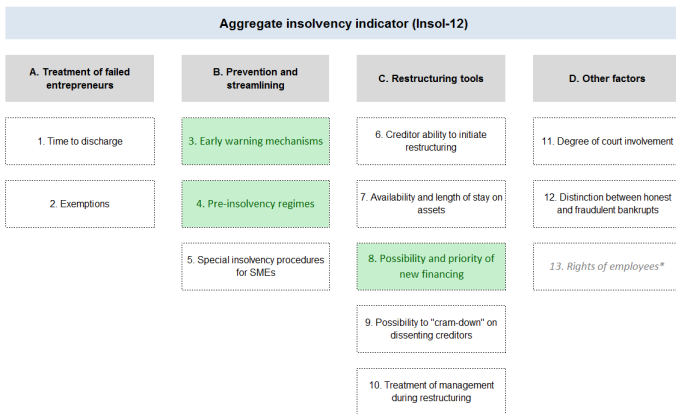 Aggregate insolvency indicator (Insol-12)
A. Treatment of failed
entrepreneurs
1. Time to discharge
2. Exemptions
B. Prevention and
streamlining
3. Early warning mechanisms
4. Pre-insolvency regimes
5. Special insolvency procedures
for SMEs
C. Restructuring tools
6. Creditor ability to initiate
restructuring
7. Availability and length of stay on
assets
8. Possibility and priority of
new financing
9. Possibility to "cram-down" on
dissenting creditors
10. Treatment of management
during restructuring
D. Other factors
11. Degree of court involvement
12. Distinction between honest
and fraudulent bankrupts
13. Rights of employees*